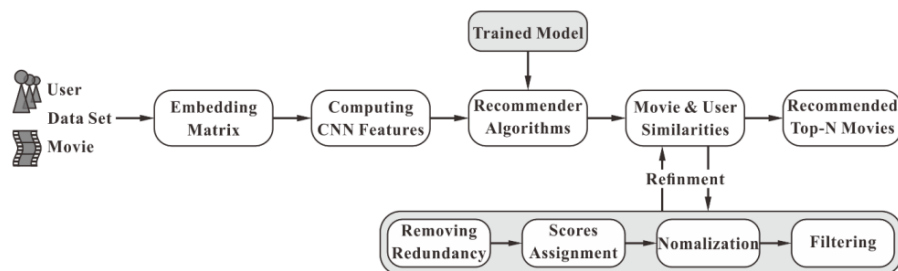 Trained Model
User
Data Set
Movie
Embedding
Matrix
Computing
CNN Features
Recommender
Algorithms
Movie & User
Similarities
Recommended
Top-N Movies
Refinment
Removing
Redundancy
Scores
Assignment
Nomalization
Filtering